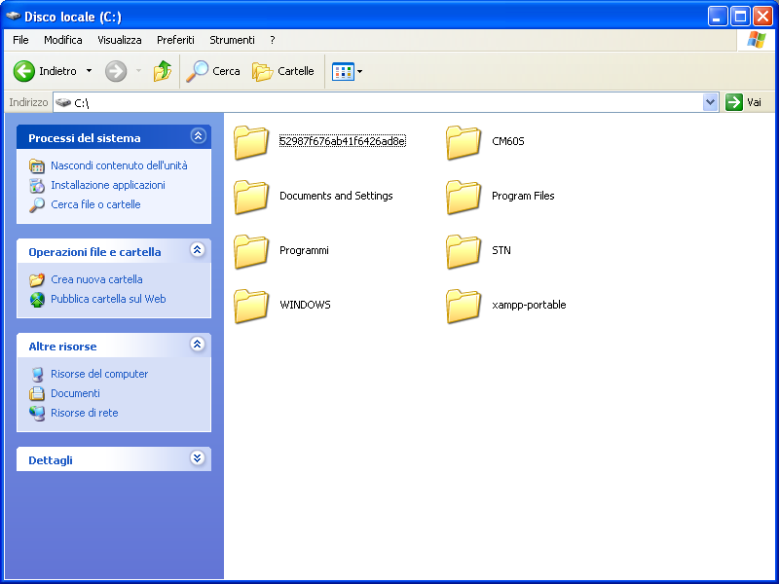 Disco locale (C:)
File Modifica Visualizza Preferiti Strumenti ?
Indietro Cerca Cartelle
Indirizzo C:\ Vai
Processi del sistema
Nascondi contenuto dell'unità
Installazione applicazioni
Cerca file o cartelle
Operazioni file e cartella
Crea nuova cartella
Pubblica cartella sul Web
Altre risorse
Risorse del computer
Documenti
Risorse di rete
Dettagli
52987f676ab41f6426ad8e CM60S
Documents and Settings Program Files
Programmi STN
WINDOWS xampp-portable